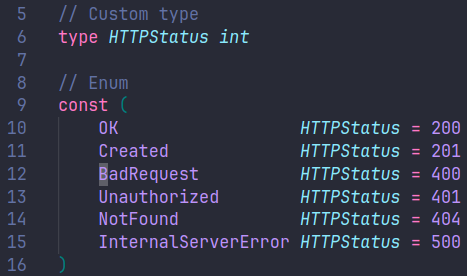 5 // Custom type
6 type HTTPStatus int
7
8 // Enum
9 const (
10 OK HTTPStatus = 200
11 Created HTTPStatus = 201
12 BadRequest HTTPStatus = 400
13 Unauthorized HTTPStatus = 401
14 NotFound HTTPStatus = 404
15 InternalServerError HTTPStatus = 500
16 )